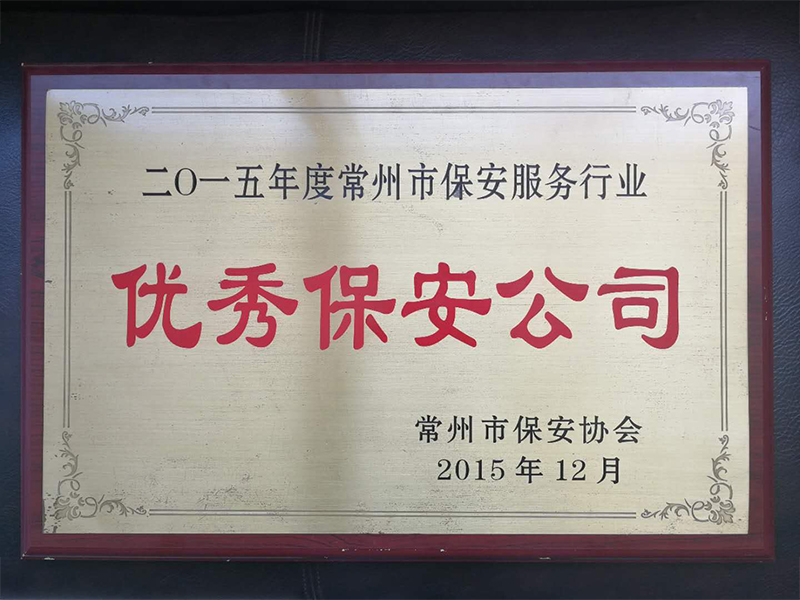 二〇一五年度常州市保安服务行业
优秀保安公司
常州市保安协会
2015年12月